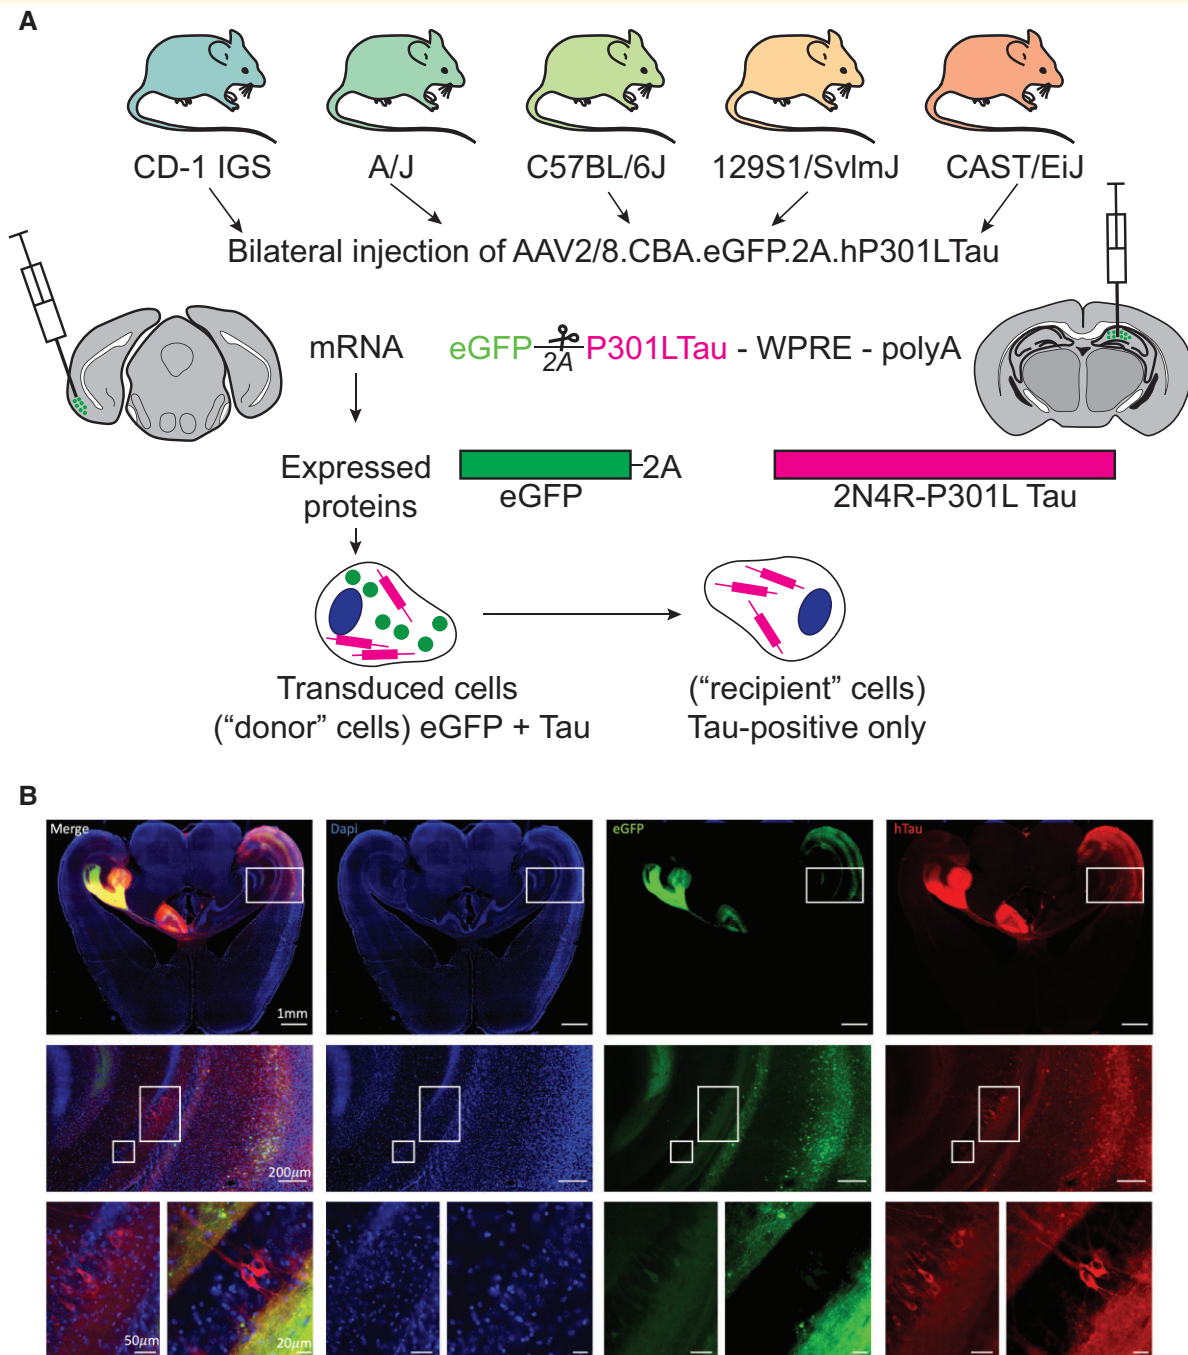 A
CD-1 IGS
A/J
C57BL/6J
129S1/SvImJ
CAST/EiJ
Bilateral injection of AAV2/8.CBA.eGFP.2A.hP301LTau
mRNA
eGFP 2A P301LTau - WPRE - polyA
Expressed
proteins
eGFP
2A
2N4R-P301L Tau
Transduced cells
("donor" cells) eGFP + Tau
("recipient" cells)
Tau-positive only
B
Merge
Dapi
eGFP
hTau
1mm
200µm
50µm
20µm